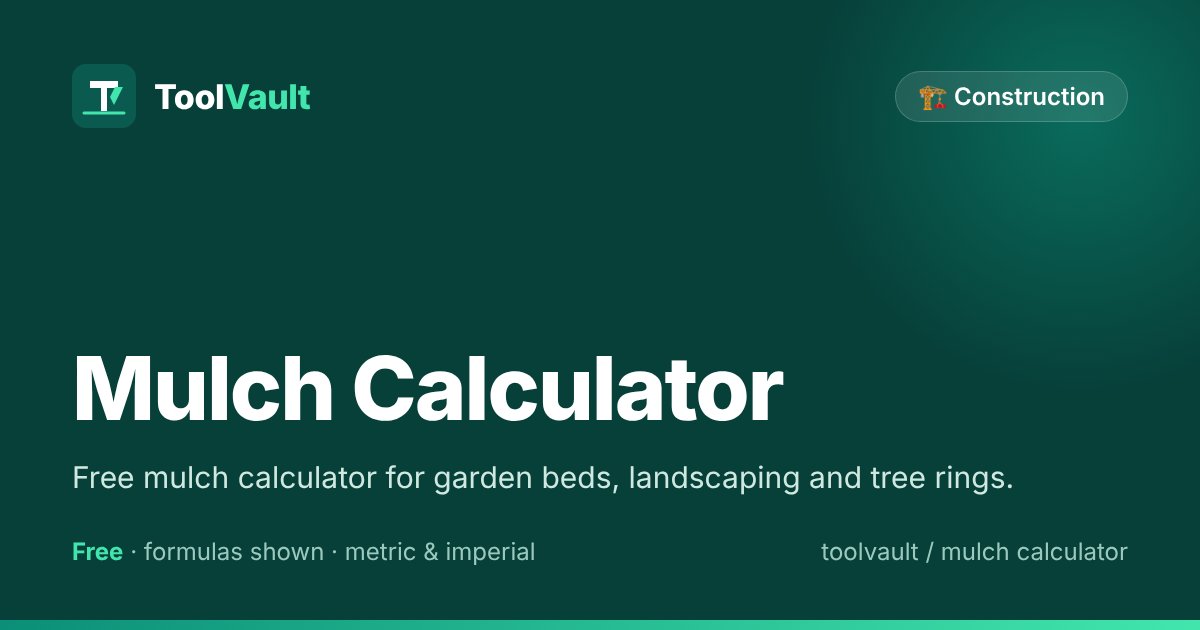 ToolVault
🏗️ Construction
Mulch Calculator
Free mulch calculator for garden beds, landscaping and tree rings.
Free · formulas shown · metric & imperial
toolvault / mulch calculator